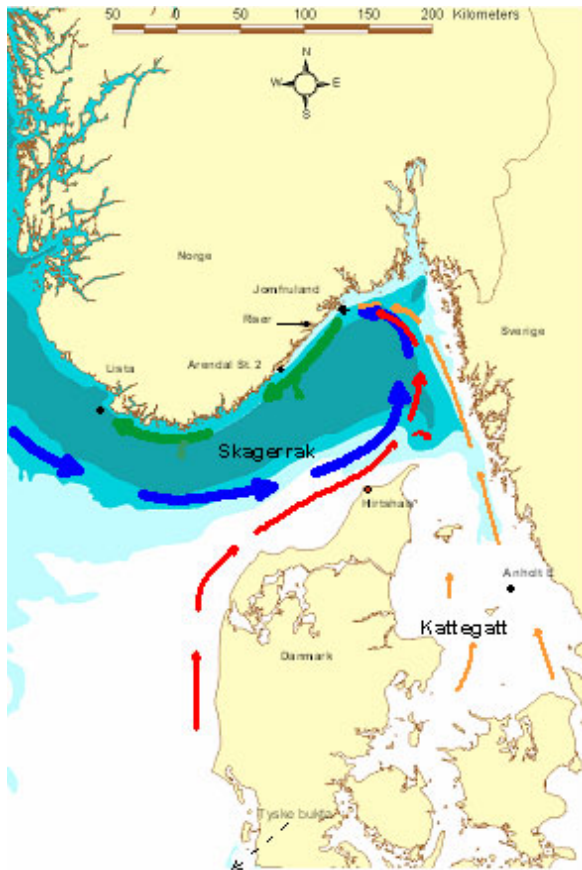 50 0 50 100 150 200 Kilometers
N
W E
S
Norge
Jomfruland
Risør
Sverige
Arendal St. 2
Lista
Skagerrak
Hirtshals
Anholt E
Kattegatt
Danmark
Tyske bukta